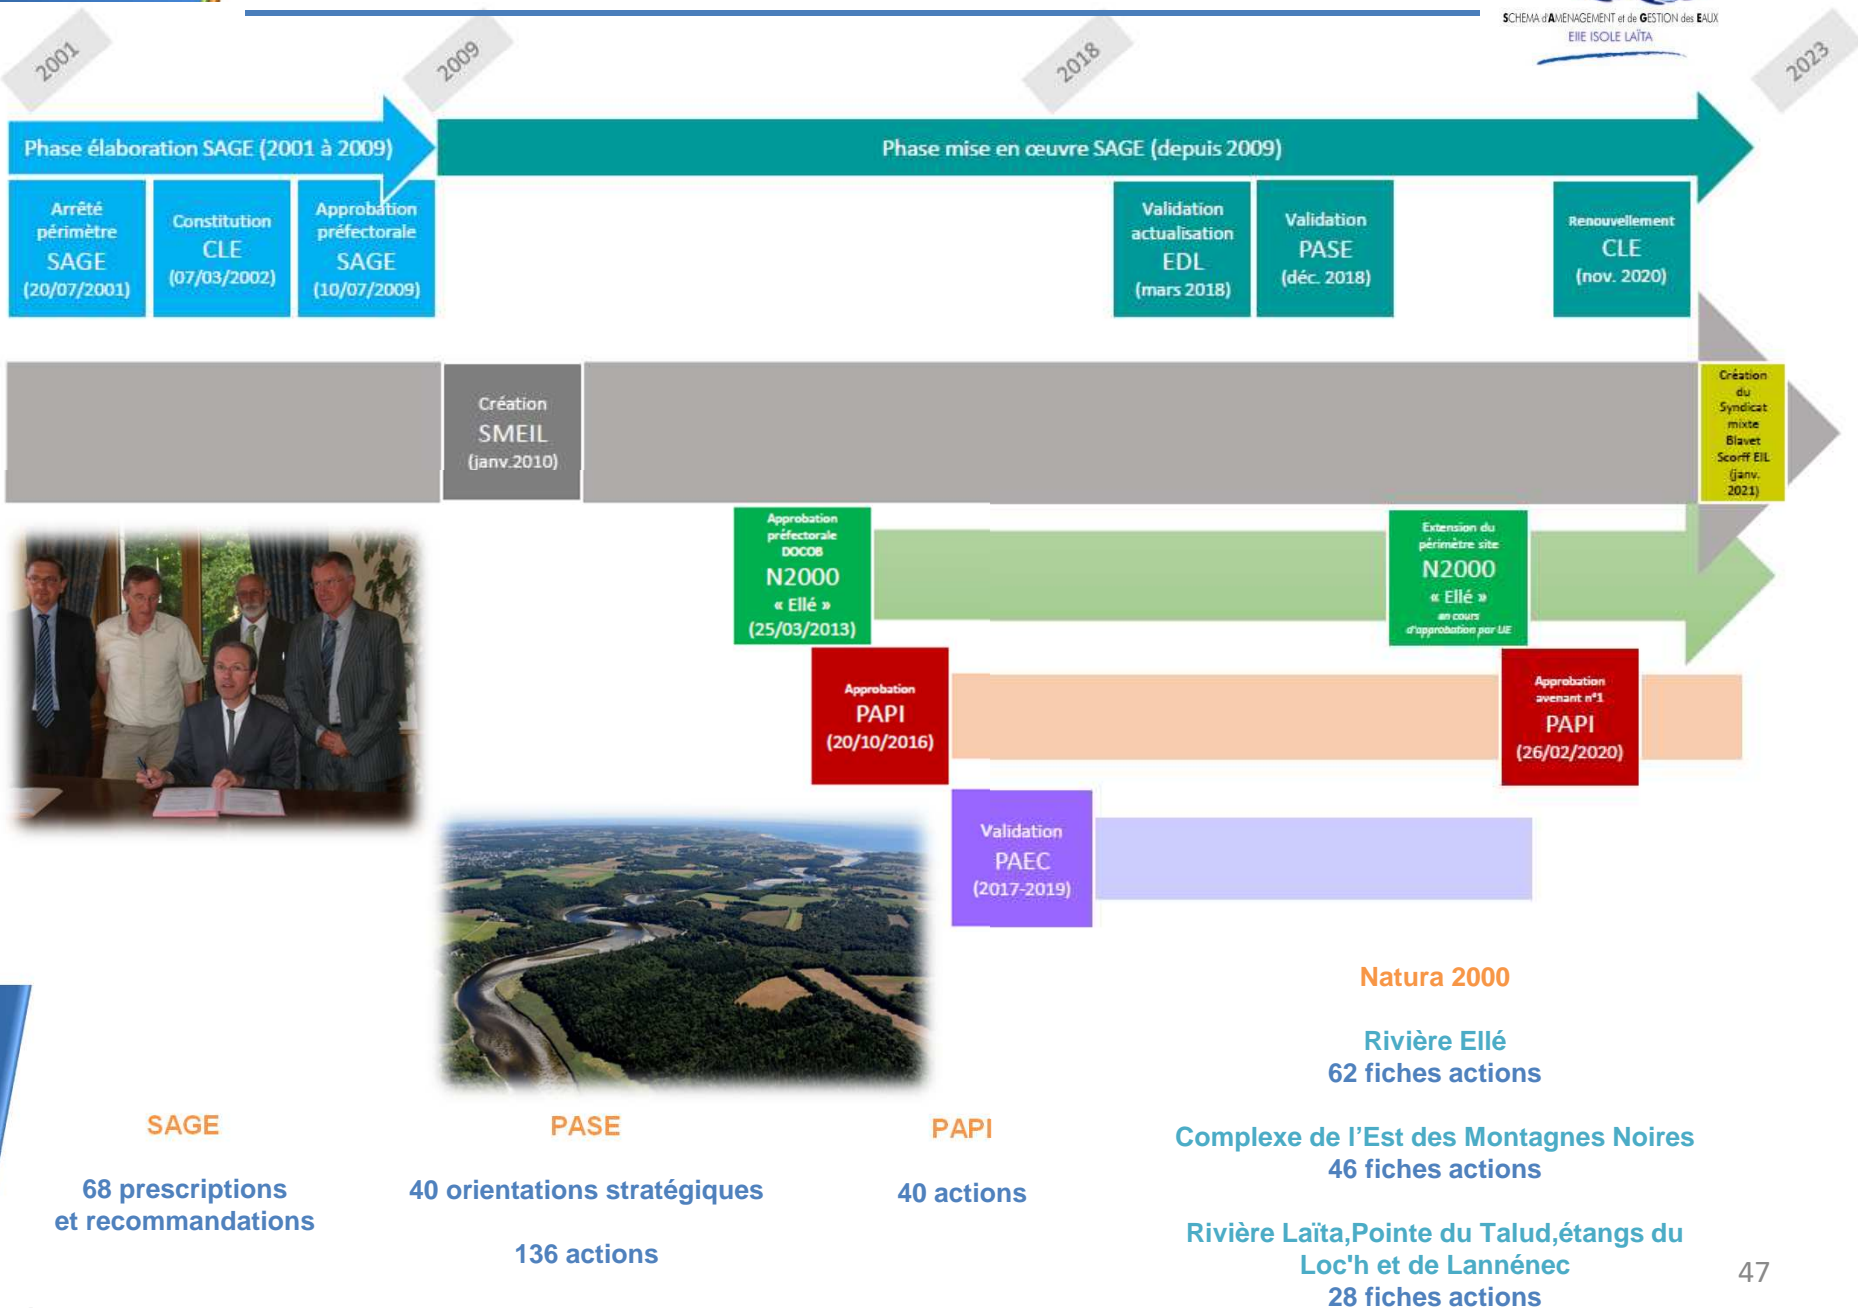 SCHEMA d'AMENAGEMENT et de GESTION des EAUX
EllE ISOLE LAÏTA
2001
2009
2018
2023
Phase élaboration SAGE (2001 à 2009)
Phase mise en œuvre SAGE (depuis 2009)
Arrêté
périmètre
SAGE
(20/07/2001)
Constitution
CLE
(07/03/2002)
Approbation
préfectorale
SAGE
(10/07/2009)
Validation
actualisation
EDL
(mars 2018)
Validation
PASE
(déc. 2018)
Renouvellement
CLE
(nov. 2020)
Création
SMEIL
(janv.2010)
Création
du
Syndicat
mixte
Blavet
Scorff EIL
(janv.
2021)
Approbation
préfectorale
DOCOB
N2000
« Ellé »
(25/03/2013)
Extension du
périmètre site
N2000
« Ellé »
en cours
d'approbation par UE
Approbation
PAPI
(20/10/2016)
Approbation
avenant n°1
PAPI
(26/02/2020)
Validation
PAEC
(2017-2019)
SAGE
68 prescriptions
et recommandations
PASE
40 orientations stratégiques
136 actions
PAPI
40 actions
Natura 2000
Rivière Ellé
62 fiches actions
Complexe de l’Est des Montagnes Noires
46 fiches actions
Rivière Laïta,Pointe du Talud,étangs du
Loc'h et de Lannénec
28 fiches actions
47